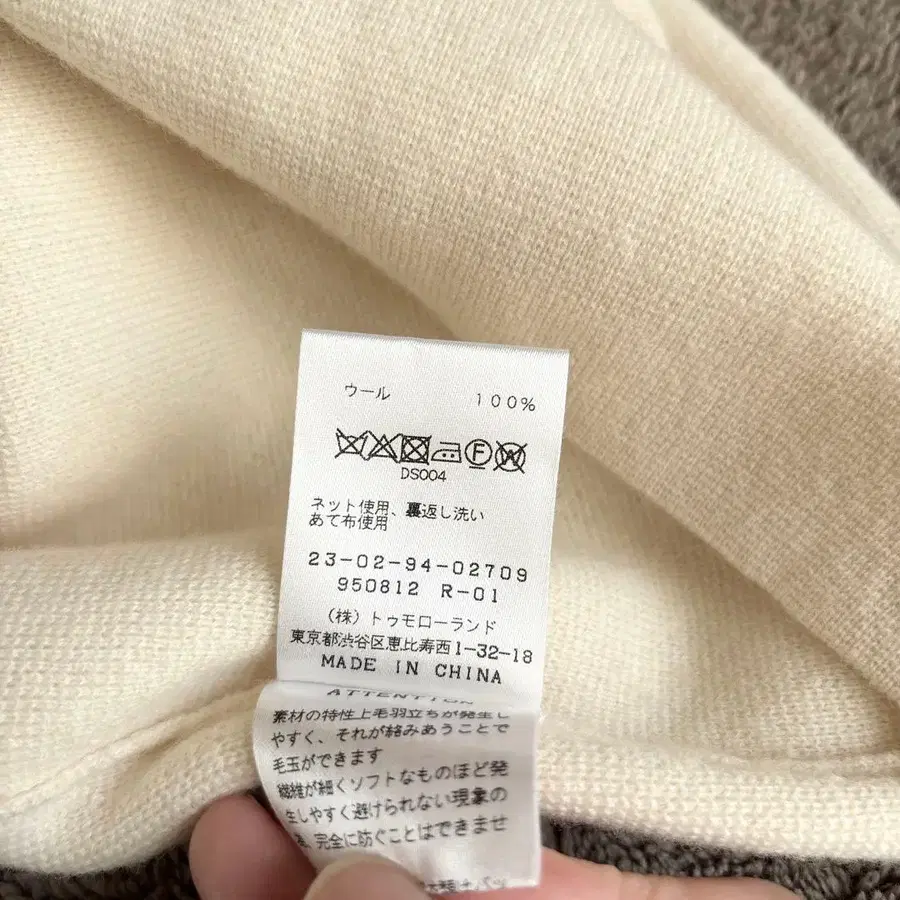 ウール 100%
F W
DS004
ネット使用、裏返し洗い
あて布使用
23-02-94-02709
950812 R-01
(株)トゥモローランド
東京都渋谷区恵比寿西1-32-18
MADE IN CHINA
ATTENTION
素材の特性上毛羽立ちが発生し
やすく、それが絡みあうことで
毛玉ができます
繊維が細くソフトなものほど発
生しやすく避けられない現象の
為、完全に防ぐことはできませ